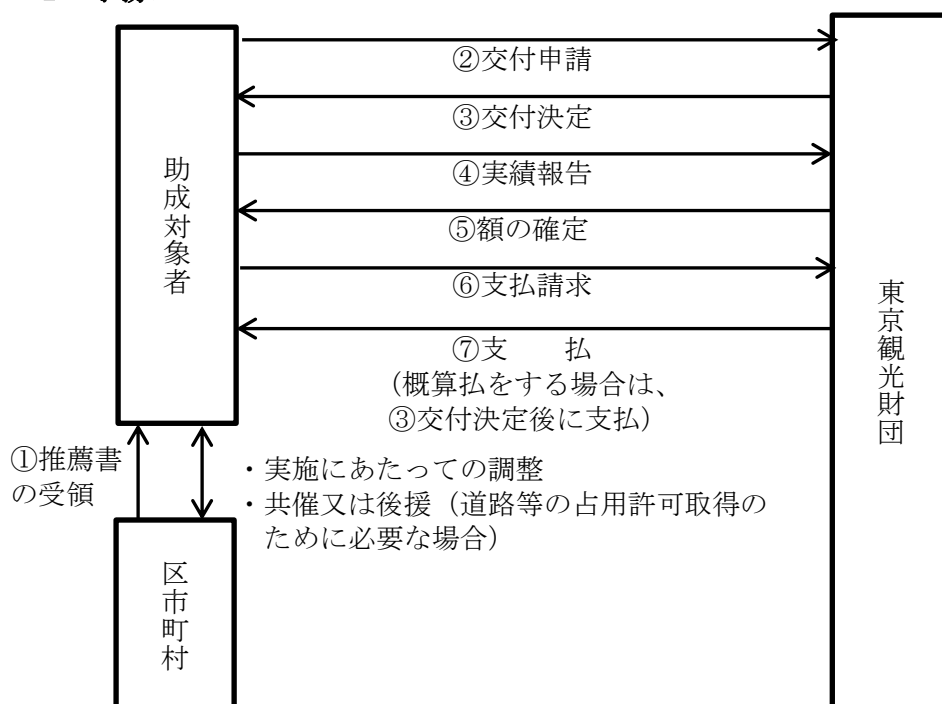 ②交付申請
③交付決定
④実績報告
⑤額の確定
⑥支払請求
⑦支　　払
（概算払をする場合は、
③交付決定後に支払）
助成対象者
東京観光財団
①推薦書
の受領
・実施にあたっての調整
・共催又は後援（道路等の占用許可取得の
ために必要な場合）
区市町村